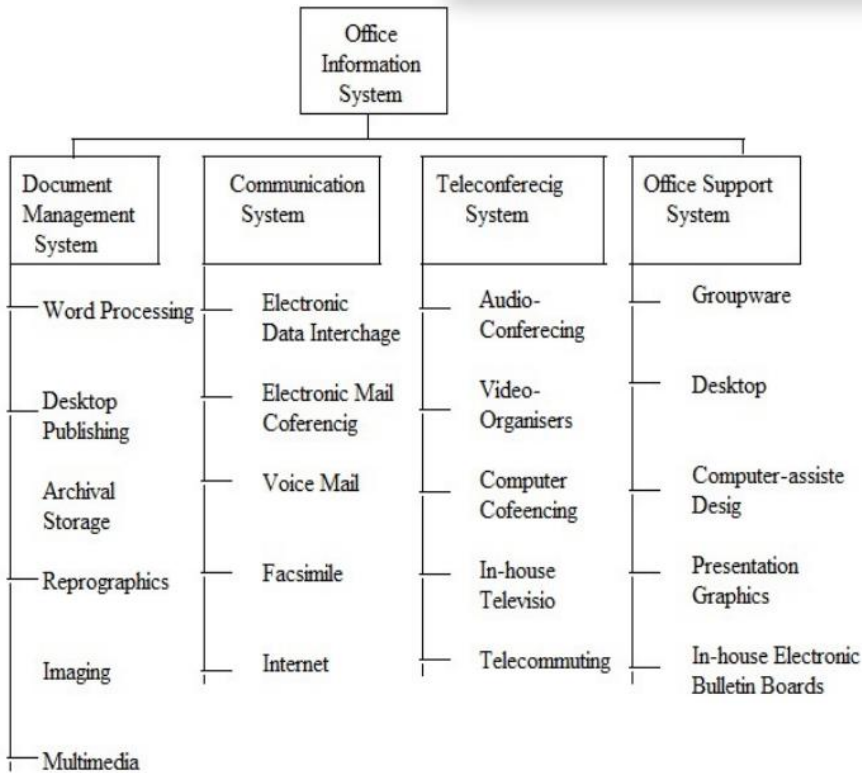 Office
Information
System
Document
Management
System
Word Processing
Desktop
Publishing
Archival
Storage
Reprographics
Imaging
Multimedia
Communication
System
Electronic
Data Interchage
Electronic Mail
Coferencig
Voice Mail
Facsimile
Internet
Teleconferecig
System
Audio-
Conferecing
Video-
Organisers
Computer
Cofeencing
In-house
Televisio
Telecommuting
Office Support
System
Groupware
Desktop
Computer-assiste
Desig
Presentation
Graphics
In-house Electronic
Bulletin Boards